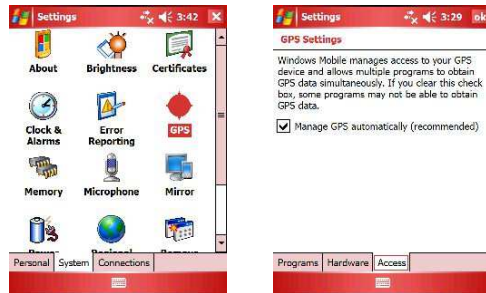 Settings 3:42
About Brightness Certificates
Clock & Alarms Error Reporting GPS
Memory Microphone Mirror
Personal System Connections
Settings 3:29 ok
GPS Settings
Windows Mobile manages access to your GPS
device and allows multiple programs to obtain
GPS data simultaneously. If you clear this check
box, some programs may not be able to obtain
GPS data.
Manage GPS automatically (recommended)
Programs Hardware Access